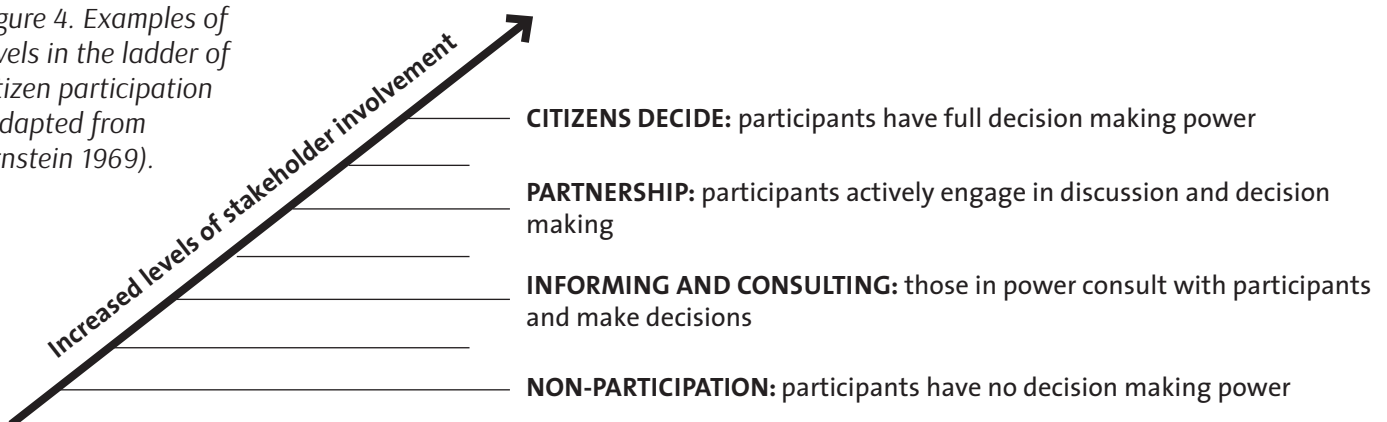 gure 4. Examples of
vels in the ladder of
tizen participation
dapted from
rnstein 1969).
Increased levels of stakeholder involvement
CITIZENS DECIDE: participants have full decision making power
PARTNERSHIP: participants actively engage in discussion and decision
making
INFORMING AND CONSULTING: those in power consult with participants
and make decisions
NON-PARTICIPATION: participants have no decision making power